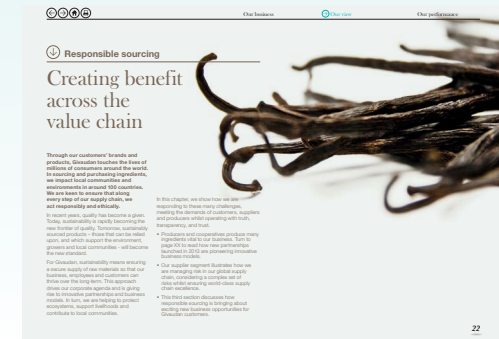 Our business
Our view
Our performance
Responsible sourcing
Creating benefit
across the
value chain
Through our customers' brands and
products, Givaudan touches the lives of
millions of consumers around the world.
In sourcing and purchasing ingredients,
we impact local communities and
environments in around 100 countries.
We are keen to ensure that along
every step of our supply chain, we
act responsibly and ethically.
In recent years, quality has become a given.
Today, sustainability is rapidly becoming the
new frontier of quality. Tomorrow, sustainably
sourced products – those that can be relied
upon, and which support the environment,
growers and local communities – will become
the new standard.
For Givaudan, sustainability means ensuring
a secure supply of raw materials so that our
business, employees and customers can
thrive over the long-term. This approach
drives our corporate agenda and is giving
rise to innovative partnerships and business
models. In turn, we are helping to protect
ecosystems, support livelihoods and
contribute to local communities.
In this chapter, we show how we are
responding to these many challenges,
meeting the demands of customers, suppliers
and producers whilst operating with truth,
transparency, and trust.
• Producers and cooperatives produce many
ingredients vital to our business. Turn to
page XX to read how new partnerships
launched in 2013 are pioneering innovative
business models.
• Our supplier segment illustrates how we
are managing risk in our global supply
chain, considering a complex set of
risks whilst ensuring world-class supply
chain excellence.
• This third section discusses how
responsible sourcing is bringing about
exciting new business opportunities for
Givaudan customers.
22